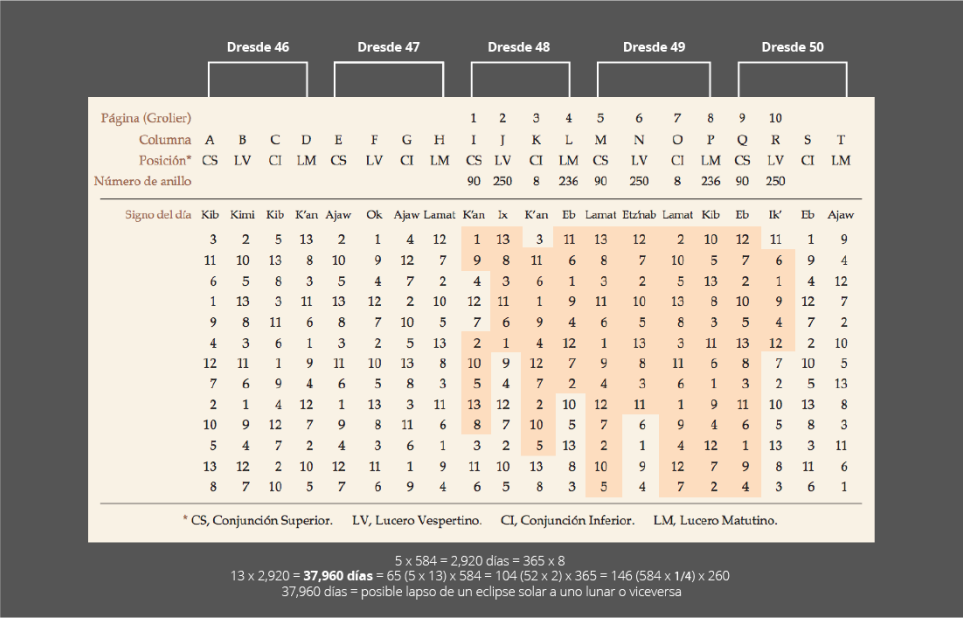 Dresde 46 Dresde 47 Dresde 48 Dresde 49 Dresde 50
Página (Grolier) 1 2 3 4 5 6 7 8 9 10
Columna A B C D E F G H I J K L M N O P Q R S T
Posición* CS LV CI LM CS LV CI LM CS LV CI LM CS LV CI LM CS LV CI LM
Número de anillo 90 250 8 236 90 250 8 236 90 250
Signo del día Kib Kimi Kib K'an Ajaw Ok Ajaw Lamat K'an Ix K'an Eb Lamat Etz'nab Lamat Kib Eb Ik' Eb Ajaw
3 2 5 13 2 1 4 12 1 13 3 11 13 12 2 10 12 11 1 9
11 10 13 8 10 9 12 7 9 8 11 6 8 7 10 5 7 6 9 4
6 5 8 3 5 4 7 2 4 3 6 1 3 2 5 13 2 1 4 12
1 13 3 11 13 12 2 10 12 11 1 9 11 10 13 8 10 9 12 7
9 8 11 6 8 7 10 5 7 6 9 4 6 5 8 3 5 4 7 2
4 3 6 1 3 2 5 13 2 1 4 12 1 13 3 11 13 12 2 10
12 11 1 9 11 10 13 8 10 9 12 7 9 8 11 6 8 7 10 5
7 6 9 4 6 5 8 3 5 4 7 2 4 3 6 1 3 2 5 13
2 1 4 12 1 13 3 11 13 12 2 10 12 11 1 9 11 10 13 8
10 9 12 7 9 8 11 6 8 7 10 5 7 6 9 4 6 5 8 3
5 4 7 2 4 3 6 1 3 2 5 13 2 1 4 12 1 13 3 11
13 12 2 10 12 11 1 9 11 10 13 8 10 9 12 7 9 8 11 6
8 7 10 5 7 6 9 4 6 5 8 3 5 4 7 2 4 3 6 1
* CS, Conjunción Superior. LV, Lucero Vespertino. CI, Conjunción Inferior. LM, Lucero Matutino.
5 x 584 = 2,920 días = 365 x 8
13 x 2,920 = 37,960 días = 65 (5 x 13) x 584 = 104 (52 x 2) x 365 = 146 (584 x 1/4) x 260
37,960 días = posible lapso de un eclipse solar a uno lunar o viceversa